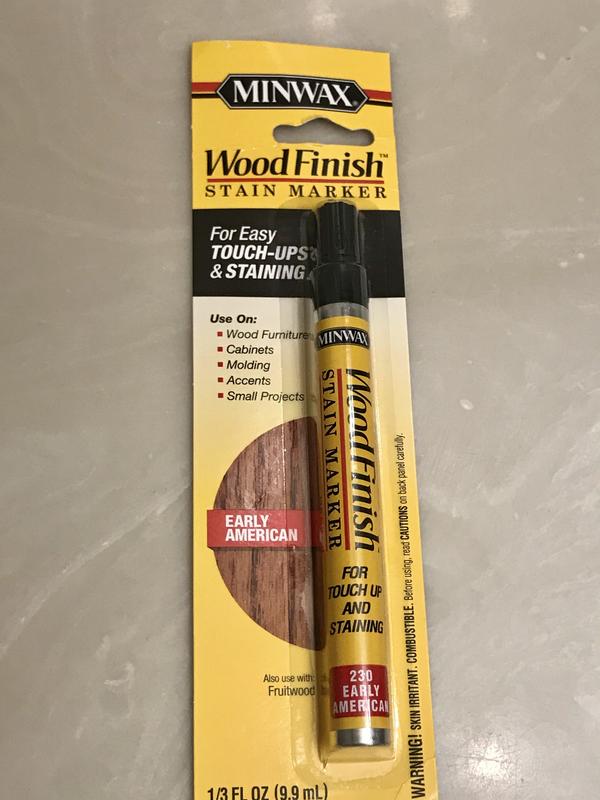 MINWAX®
Wood Finish™
STAIN MARKER
For Easy
TOUCH-UPS
& STAINING
Use On:
Wood Furniture
Cabinets
Molding
Accents
Small Projects
EARLY
AMERICAN
Also use with:
Fruitwood
1/3 FL OZ (9.9 mL)
MINWAX
Wood Finish
STAIN MARKER
FOR
TOUCH UP
AND
STAINING
230
EARLY
AMERICAN
WARNING! SKIN IRRITANT. COMBUSTIBLE. Before using, read CAUTIONS on back panel carefully.